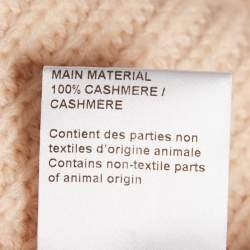 MAIN MATERIAL
100% CASHMERE /
CASHMERE
Contient des parties non
textiles d'origine animale
Contains non-textile parts
of animal origin